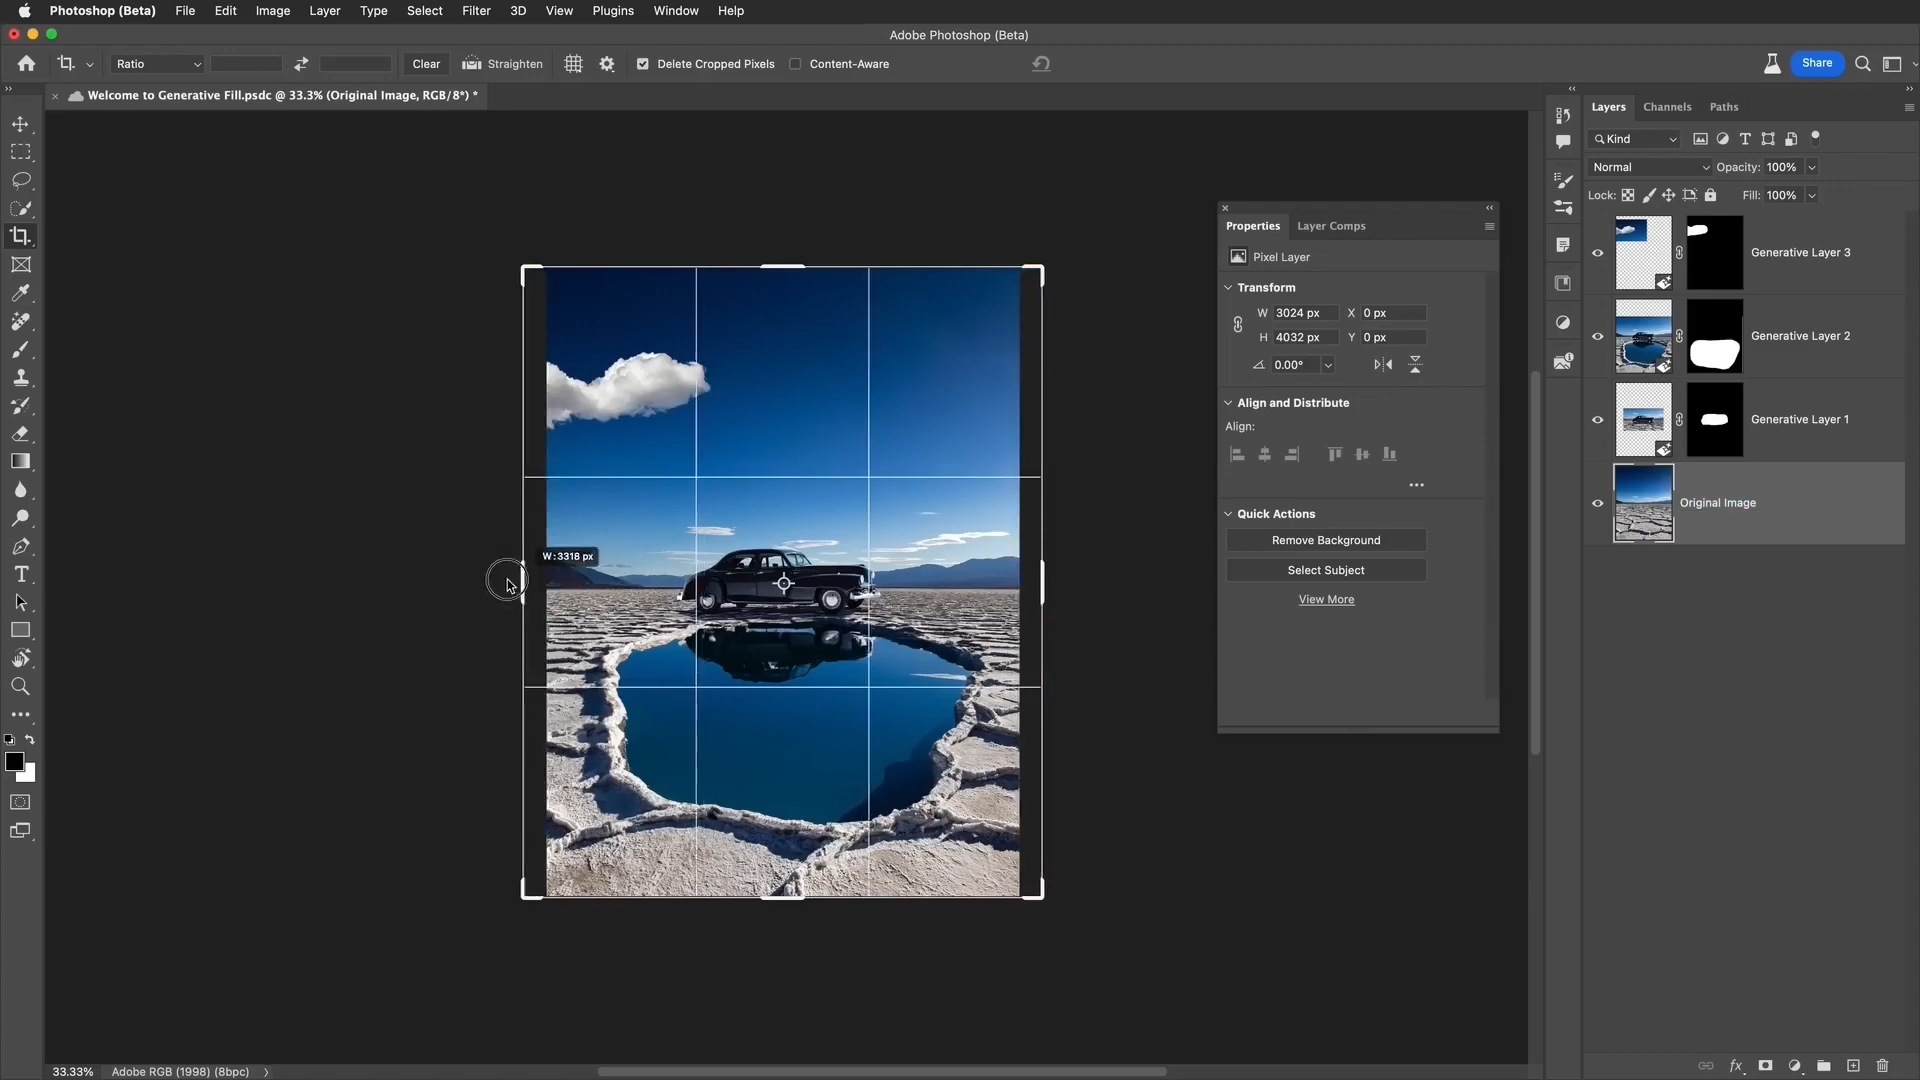 Photoshop (Beta) File Edit Image Layer Type Select Filter 3D View Plugins Window Help
Adobe Photoshop (Beta)
Ratio Clear Straighten Delete Cropped Pixels Content-Aware Share
Welcome to Generative Fill.psdc @ 33.3% (Original Image, RGB/8*) *
Layers Channels Paths
Kind
Normal Opacity: 100%
Lock: Fill: 100%
Generative Layer 3
Generative Layer 2
Generative Layer 1
Original Image
Properties Layer Comps
Pixel Layer
Transform
W 3024 px X 0 px
H 4032 px Y 0 px
0.00°
Align and Distribute
Align:
Quick Actions
Remove Background
Select Subject
View More
W: 3318 px
33.33% Adobe RGB (1998) (8bpc)
fx